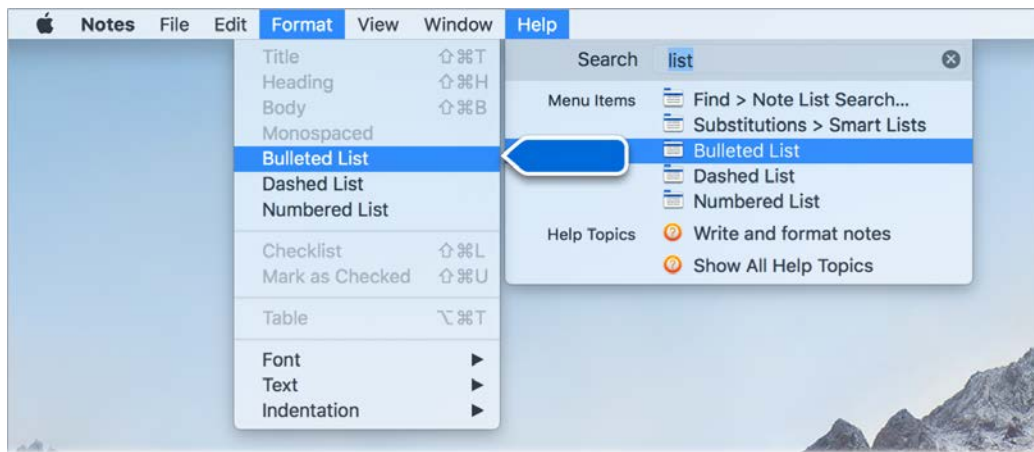 Notes File Edit Format View Window Help
Title ⇧⌘T
Heading ⇧⌘H
Body ⇧⌘B
Monospaced
Bulleted List
Dashed List
Numbered List
Checklist ⇧⌘L
Mark as Checked ⇧⌘U
Table ⌥⌘T
Font ▶
Text ▶
Indentation ▶
Search list
Menu Items Find > Note List Search...
Substitutions > Smart Lists
Bulleted List
Dashed List
Numbered List
Help Topics Write and format notes
Show All Help Topics